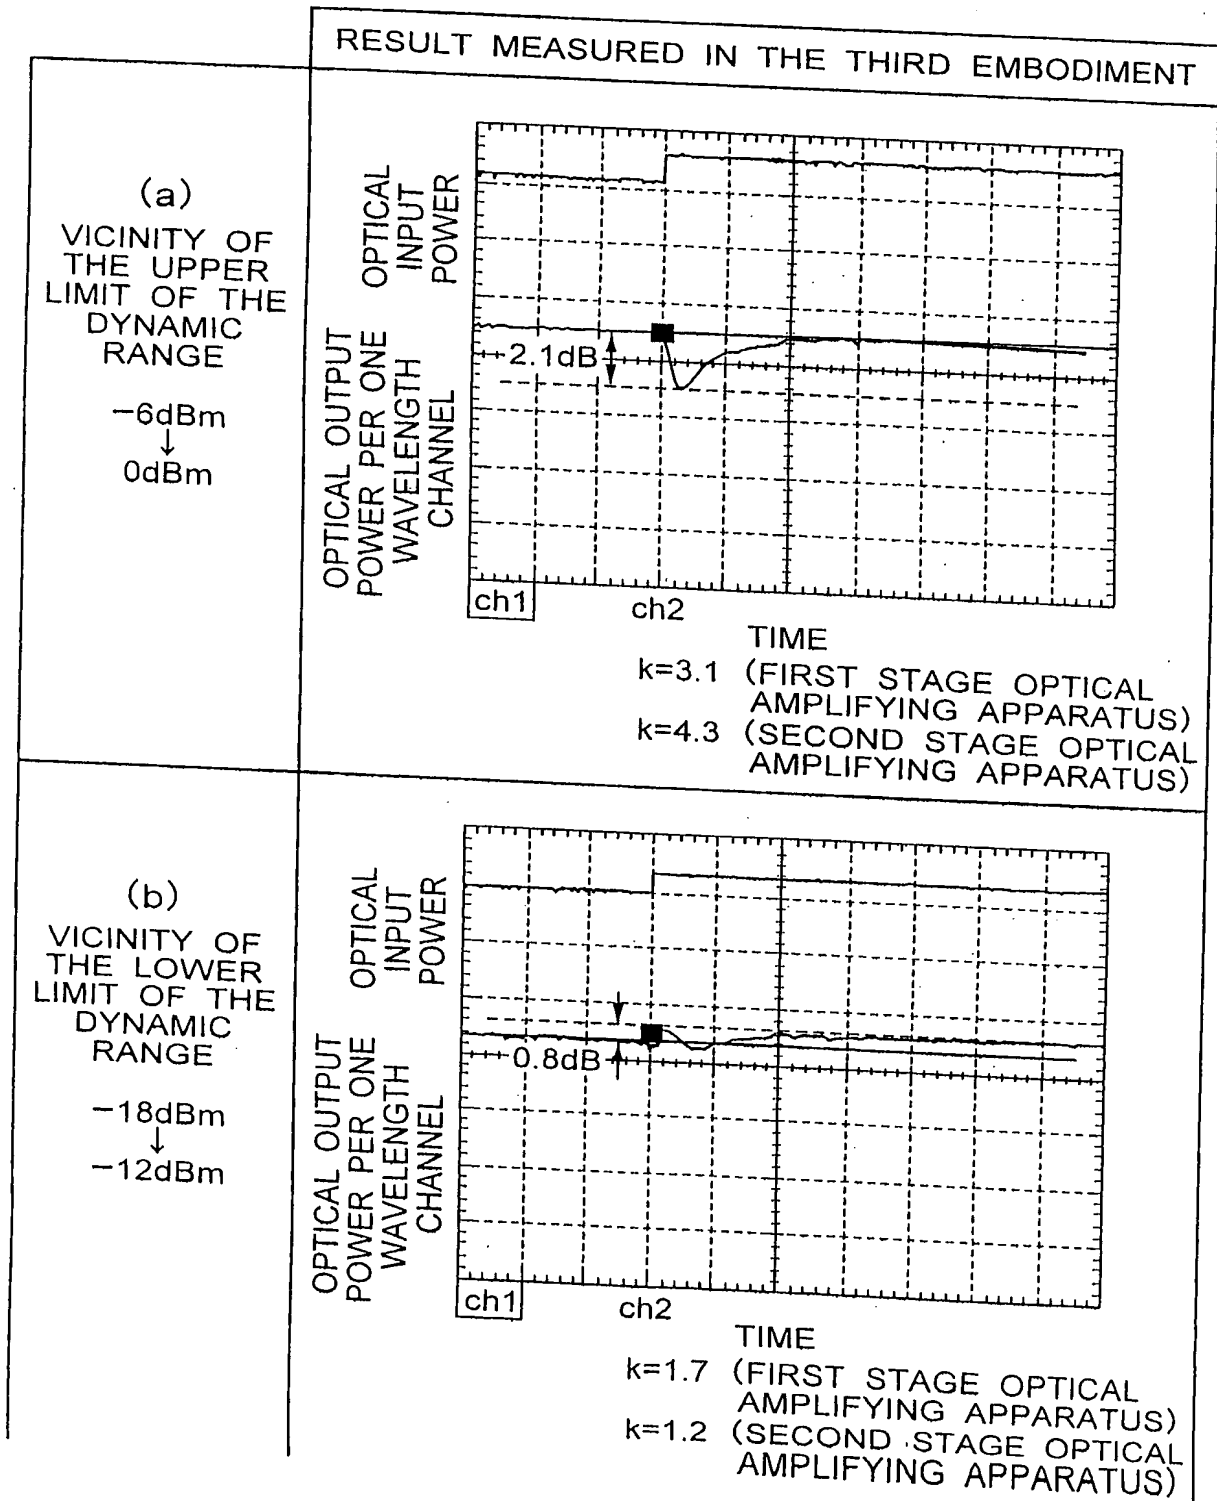 RESULT MEASURED IN THE THIRD EMBODIMENT
(a)
VICINITY OF
THE UPPER
LIMIT OF THE
DYNAMIC
RANGE
−6dBm
↓
0dBm
OPTICAL
INPUT
POWER
OPTICAL OUTPUT
POWER PER ONE
WAVELENGTH
CHANNEL
2.1dB
ch1
ch2
TIME
k=3.1 (FIRST STAGE OPTICAL
AMPLIFYING APPARATUS)
k=4.3 (SECOND STAGE OPTICAL
AMPLIFYING APPARATUS)
(b)
VICINITY OF
THE LOWER
LIMIT OF THE
DYNAMIC
RANGE
−18dBm
↓
−12dBm
OPTICAL
INPUT
POWER
OPTICAL OUTPUT
POWER PER ONE
WAVELENGTH
CHANNEL
0.8dB
ch1
ch2
TIME
k=1.7 (FIRST STAGE OPTICAL
AMPLIFYING APPARATUS)
k=1.2 (SECOND STAGE OPTICAL
AMPLIFYING APPARATUS)